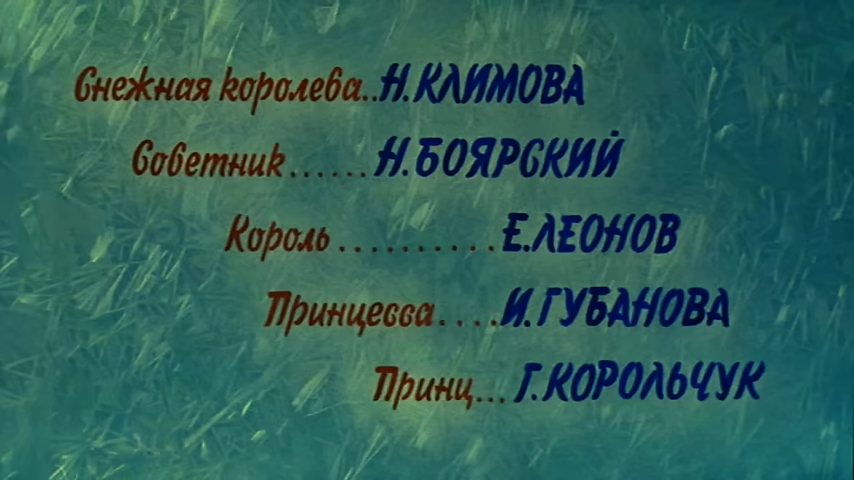 Снежная королева..Н.КЛИМОВА
Советник......Н.БОЯРСКИЙ
Король..........Е.ЛЕОНОВ
Принцесса....И.ГУБАНОВА
Принц...Г.КОРОЛЬЧУК